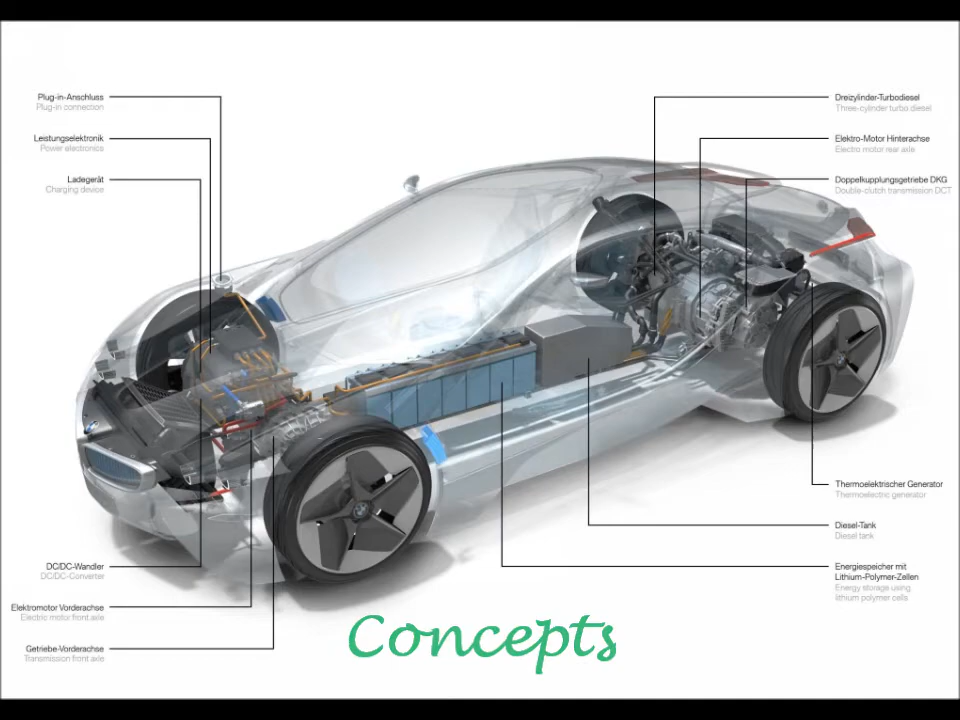 Plug-in-Anschluss
Plug-in connection
Leistungselektronik
Power electronics
Ladegerät
Charging device
Dreizylinder-Turbodiesel
Three-cylinder turbo diesel
Elektro-Motor Hinterachse
Electro motor rear axle
Doppelkupplungsgetriebe DKG
Double-clutch transmission DCT
Thermoelektrischer Generator
Thermoelectric generator
Diesel-Tank
Diesel tank
Energiespeicher mit
Lithium-Polymer-Zellen
Energy storage using
lithium polymer cells
DC/DC-Wandler
DC/DC-Converter
Elektromotor Vorderachse
Electric motor front axle
Getriebe-Vorderachse
Transmission front axle
Concepts